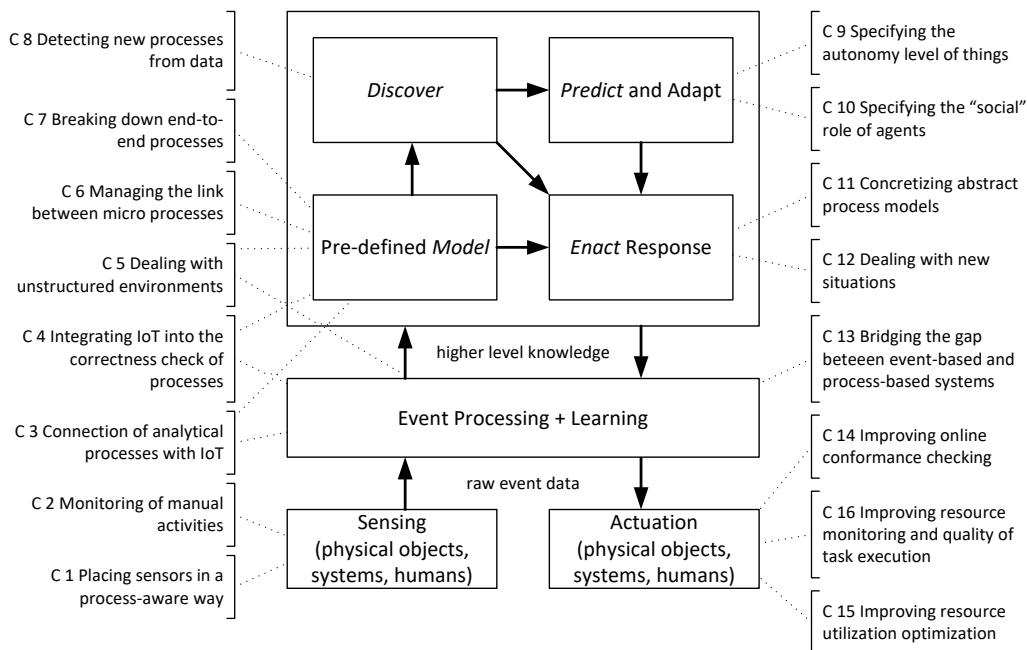 C 8 Detecting new processes
from data
C 7 Breaking down end-to-
end processes
C 6 Managing the link
between micro processes
C 5 Dealing with
unstructured environments
C 4 Integrating IoT into the
correctness check of
processes
C 3 Connection of analytical
processes with IoT
C 2 Monitoring of manual
activities
C 1 Placing sensors in a
process-aware way
Discover
Predict and Adapt
Pre-defined Model
Enact Response
higher level knowledge
Event Processing + Learning
raw event data
Sensing
(physical objects,
systems, humans)
Actuation
(physical objects,
systems, humans)
C 9 Specifying the
autonomy level of things
C 10 Specifying the “social”
role of agents
C 11 Concretizing abstract
process models
C 12 Dealing with new
situations
C 13 Bridging the gap
beteeen event-based and
process-based systems
C 14 Improving online
conformance checking
C 16 Improving resource
monitoring and quality of
task execution
C 15 Improving resource
utilization optimization